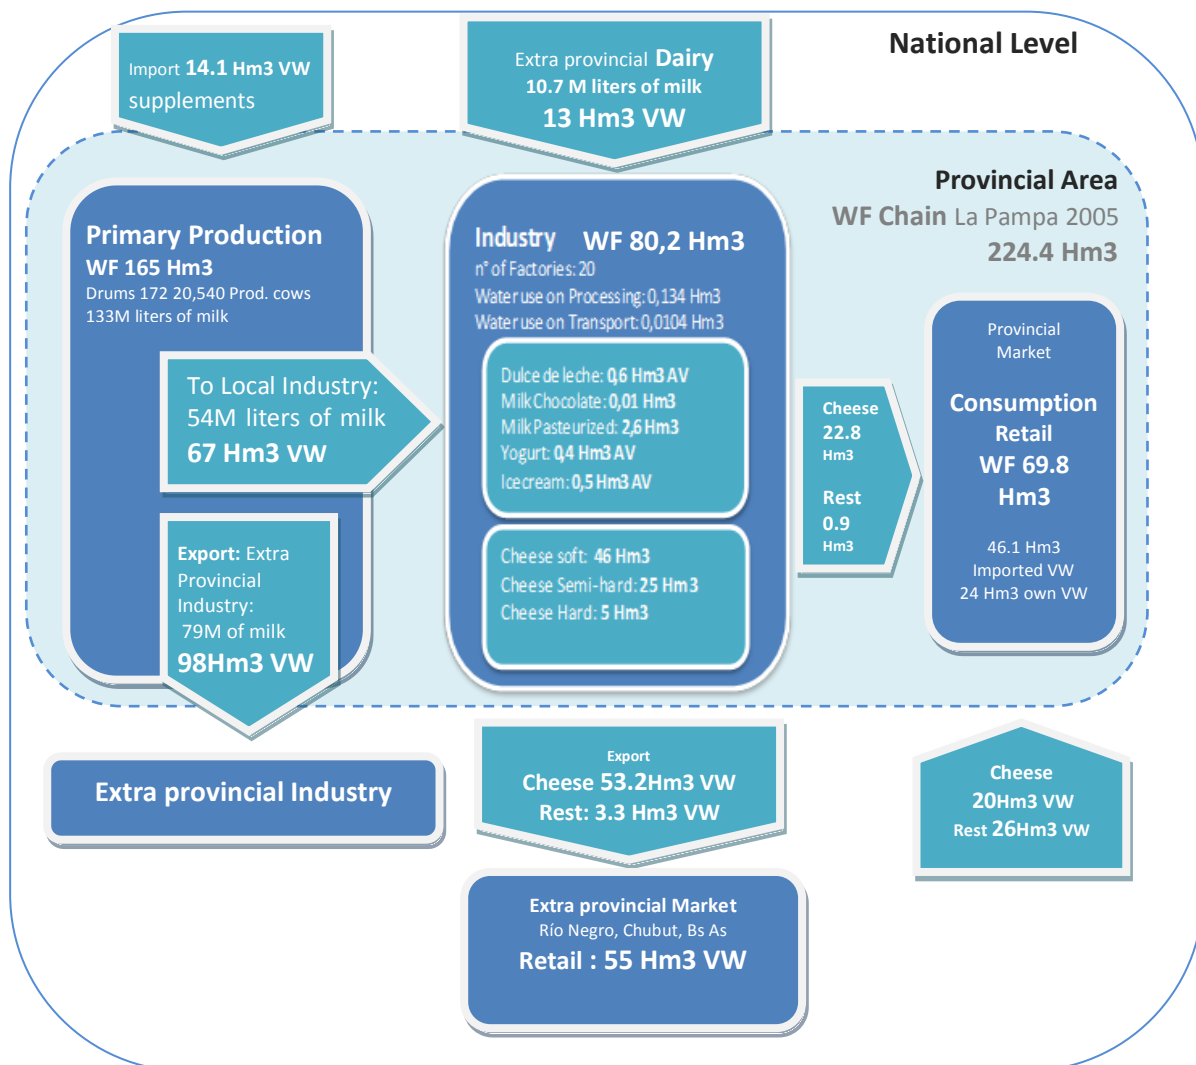 National Level
Import 14.1 Hm3 VW
supplements
Extra provincial Dairy
10.7 M liters of milk
13 Hm3 VW
Provincial Area
WF Chain La Pampa 2005
224.4 Hm3
Primary Production
WF 165 Hm3
Drums 172 20,540 Prod. cows
133M liters of milk
To Local Industry:
54M liters of milk
67 Hm3 VW
Export: Extra
Provincial
Industry:
79M of milk
98Hm3 VW
Industry WF 80,2 Hm3
n° of Factories: 20
Water use on Processing: 0,134 Hm3
Water use on Transport: 0,0104 Hm3
Dulce de leche: 0,6 Hm3 AV
Milk Chocolate: 0,01 Hm3
Milk Pasteurized: 2,6 Hm3
Yogurt: 0,4 Hm3 AV
Icecream: 0,5 Hm3 AV
Cheese soft: 46 Hm3
Cheese Semi-hard: 25 Hm3
Cheese Hard: 5 Hm3
Cheese
22.8
Hm3
Rest
0.9
Hm3
Provincial
Market
Consumption
Retail
WF 69.8
Hm3
46.1 Hm3
Imported VW
24 Hm3 own VW
Extra provincial Industry
Export
Cheese 53.2Hm3 VW
Rest: 3.3 Hm3 VW
Cheese
20Hm3 VW
Rest 26Hm3 VW
Extra provincial Market
Río Negro, Chubut, Bs As
Retail : 55 Hm3 VW